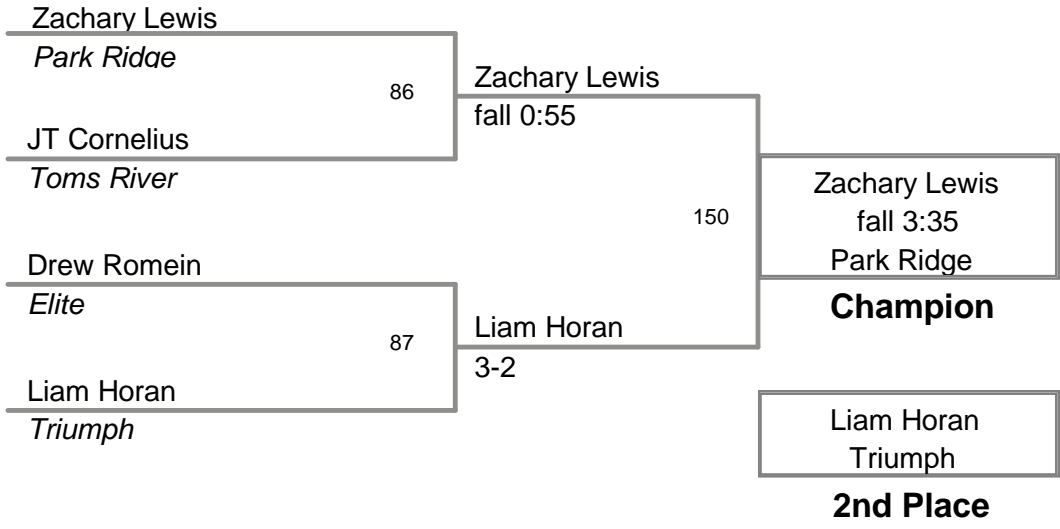 Zachary Lewis
Park Ridge
86
JT Cornelius
Toms River
Zachary Lewis
fall 0:55
Drew Romein
Elite
87
Liam Horan
Triumph
Liam Horan
3-2
150
Zachary Lewis
fall 3:35
Park Ridge
Champion
Liam Horan
Triumph
2nd Place